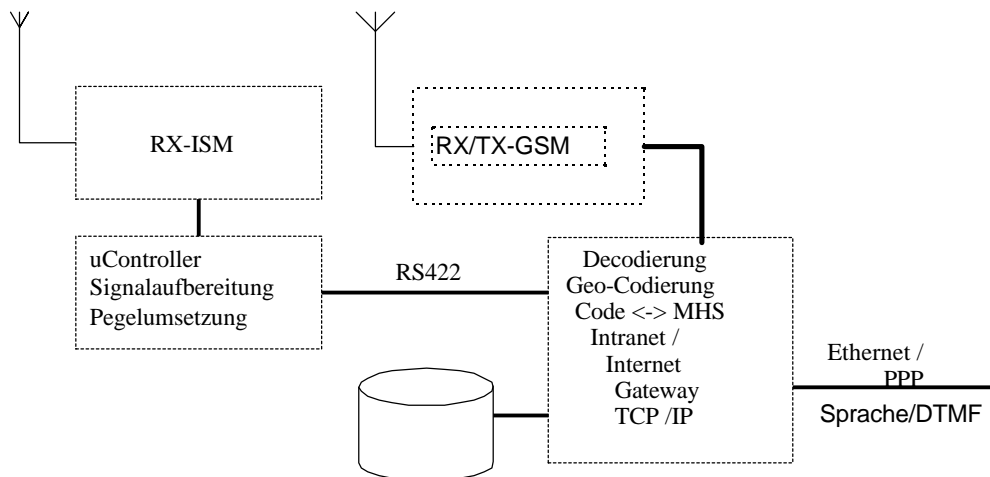 RX-ISM
RX/TX-GSM
uController
Signalaufbereitung
Pegelumsetzung
RS422
Decodierung
Geo-Codierung
Code <-> MHS
Intranet /
Internet
Gateway
TCP /IP
Ethernet /
PPP
Sprache/DTMF